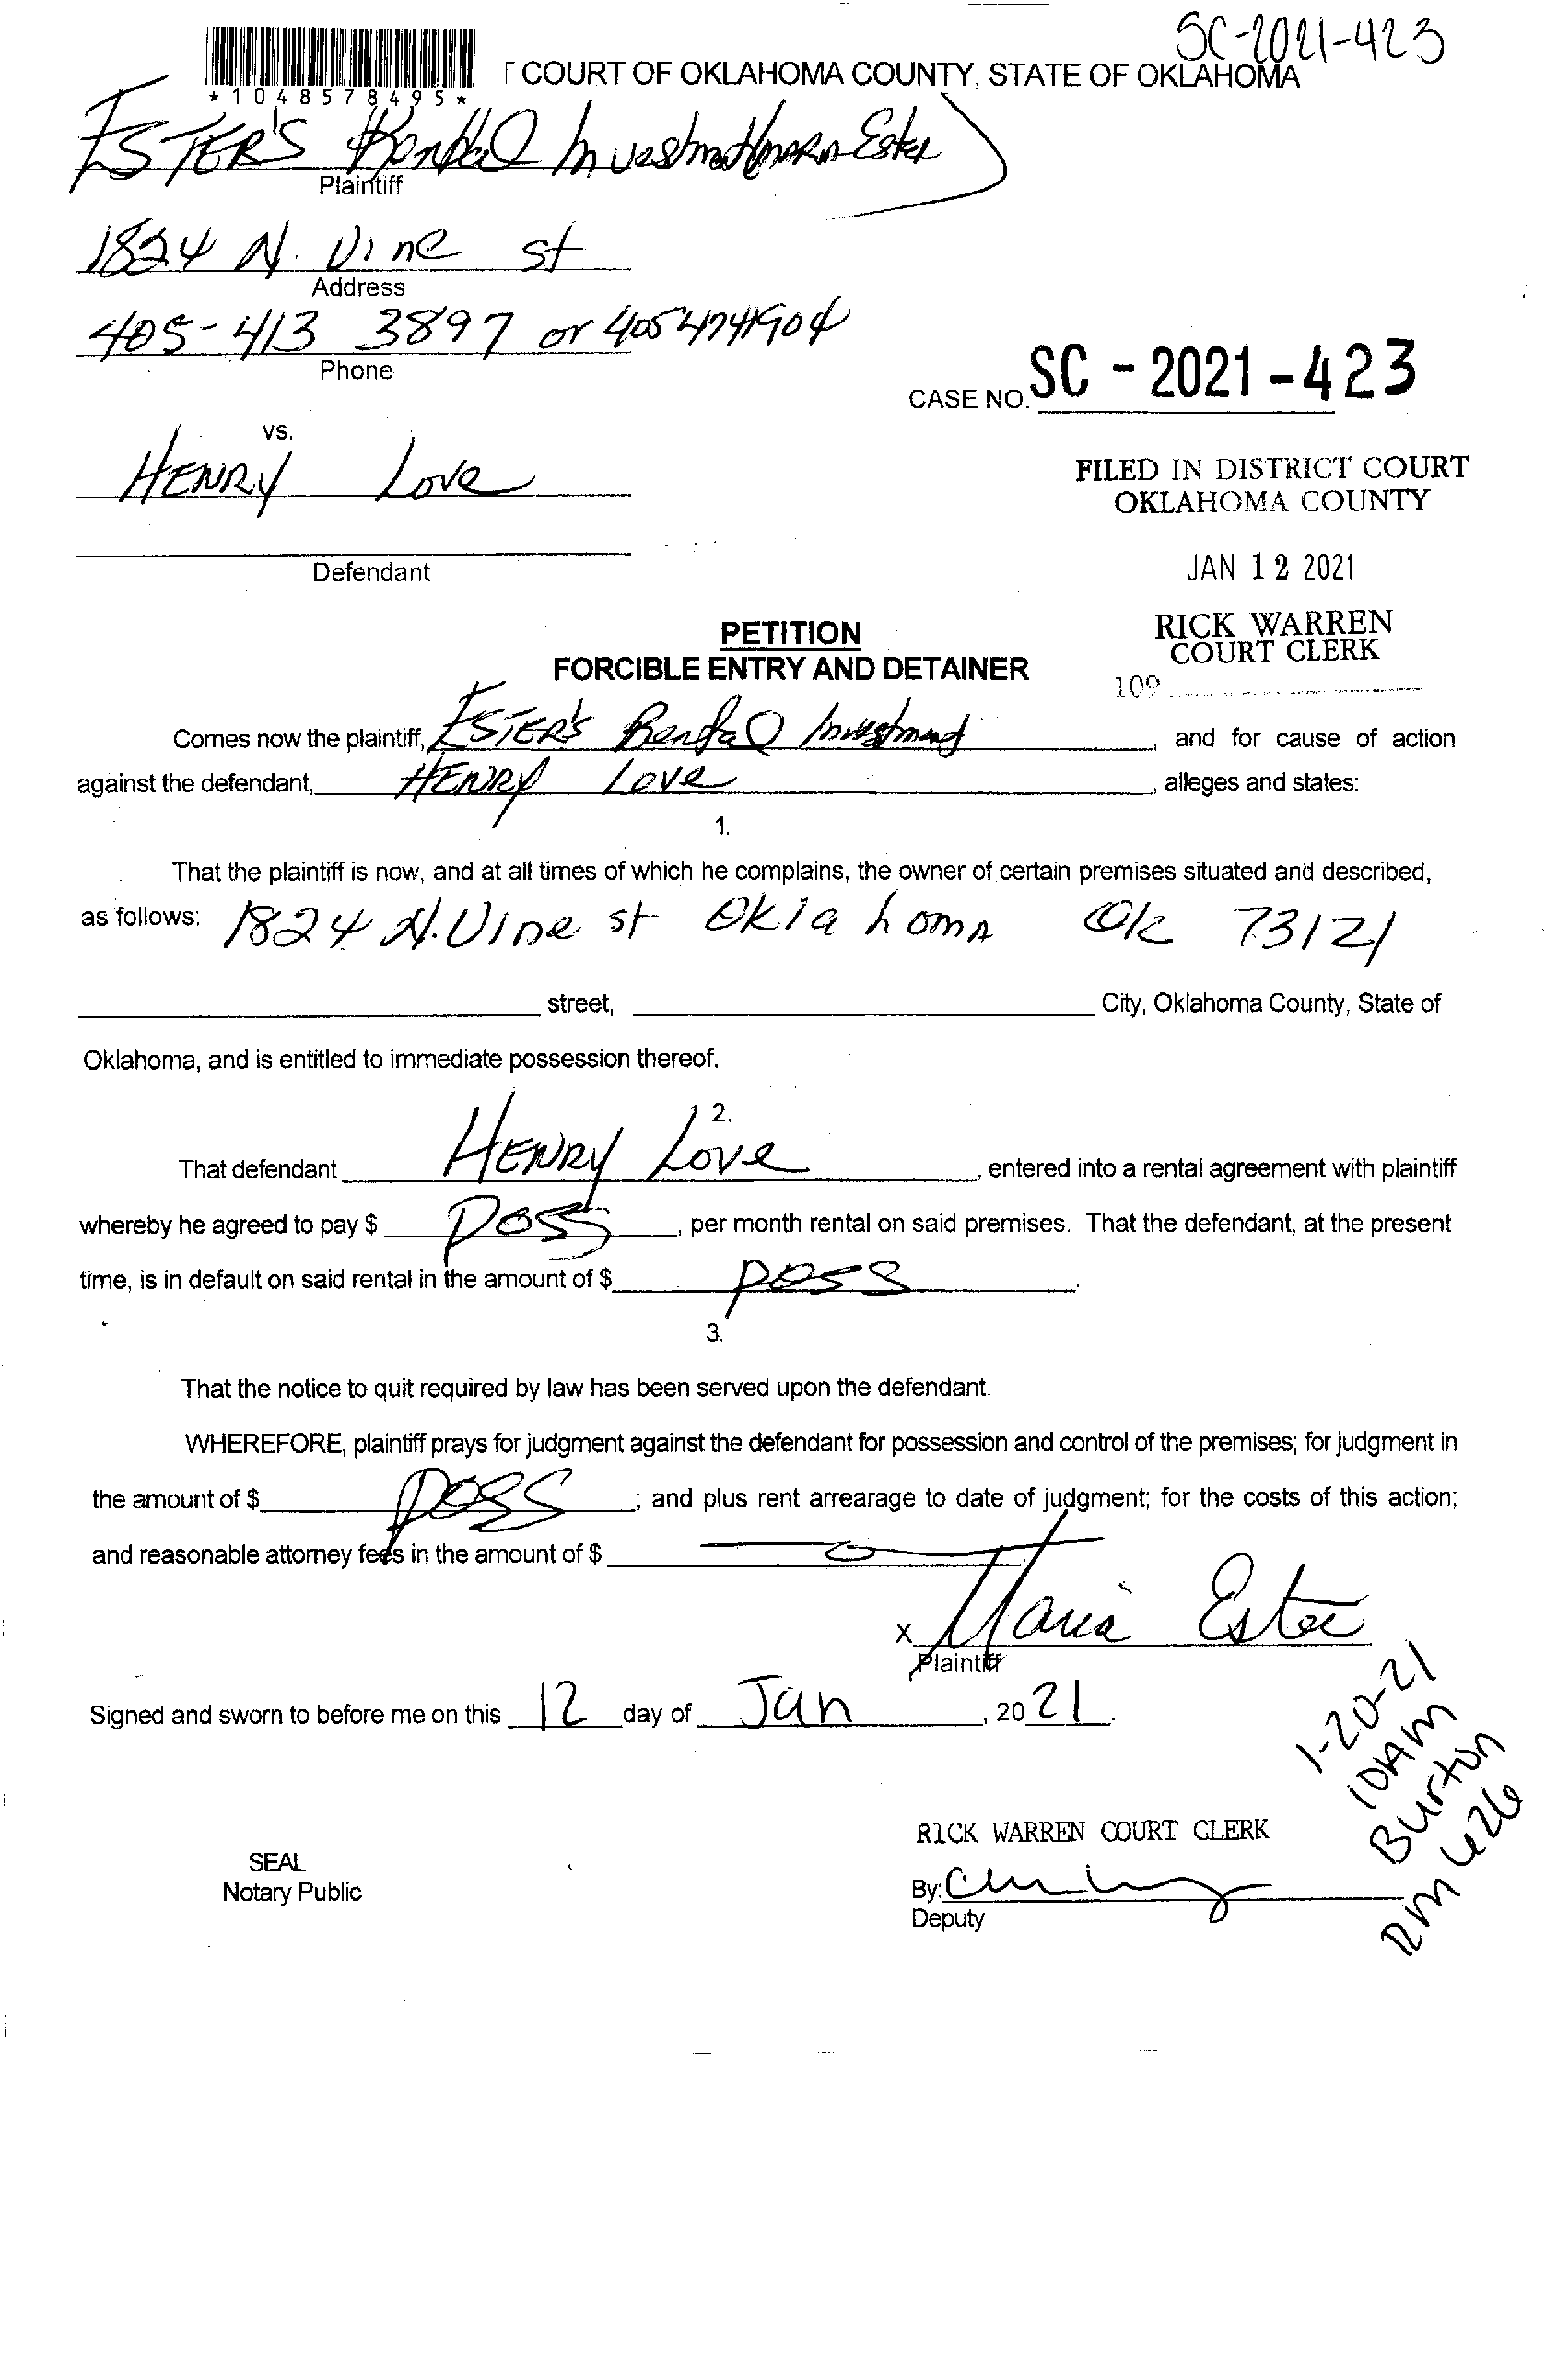 SC-2021-423
COURT OF OKLAHOMA COUNTY, STATE OF OKLAHOMA
*1048578495*
ESTER'S Rental Investment/Maria Ester
Plaintiff
1824 N. Vine st
Address
405-413 3897 or 4054741904
Phone
CASE NO. SC - 2021 - 423
vs.
HENRY Love
FILED IN DISTRICT COURT
OKLAHOMA COUNTY
Defendant
JAN 12 2021
PETITION
RICK WARREN
COURT CLERK
FORCIBLE ENTRY AND DETAINER
109
Comes now the plaintiff, ESTER's Rental Investment, and for cause of action
against the defendant, HENRY Love, alleges and states:
1.
That the plaintiff is now, and at all times of which he complains, the owner of certain premises situated and described,
as follows: 1824 N. Vine st Oklahoma Ok 73121
street, City, Oklahoma County, State of
Oklahoma, and is entitled to immediate possession thereof.
2.
That defendant HENRY Love, entered into a rental agreement with plaintiff
whereby he agreed to pay $ Poss, per month rental on said premises. That the defendant, at the present
time, is in default on said rental in the amount of $ poss.
3.
That the notice to quit required by law has been served upon the defendant.
WHEREFORE, plaintiff prays for judgment against the defendant for possession and control of the premises; for judgment in
the amount of $ poss; and plus rent arrearage to date of judgment; for the costs of this action;
and reasonable attorney fees in the amount of $ 0.
x Maria Ester
Plaintiff
Signed and sworn to before me on this 12 day of Jan, 2021.
1-20-21
10AM
Burton
RM 426
RICK WARREN COURT CLERK
SEAL
Notary Public
By:
Deputy